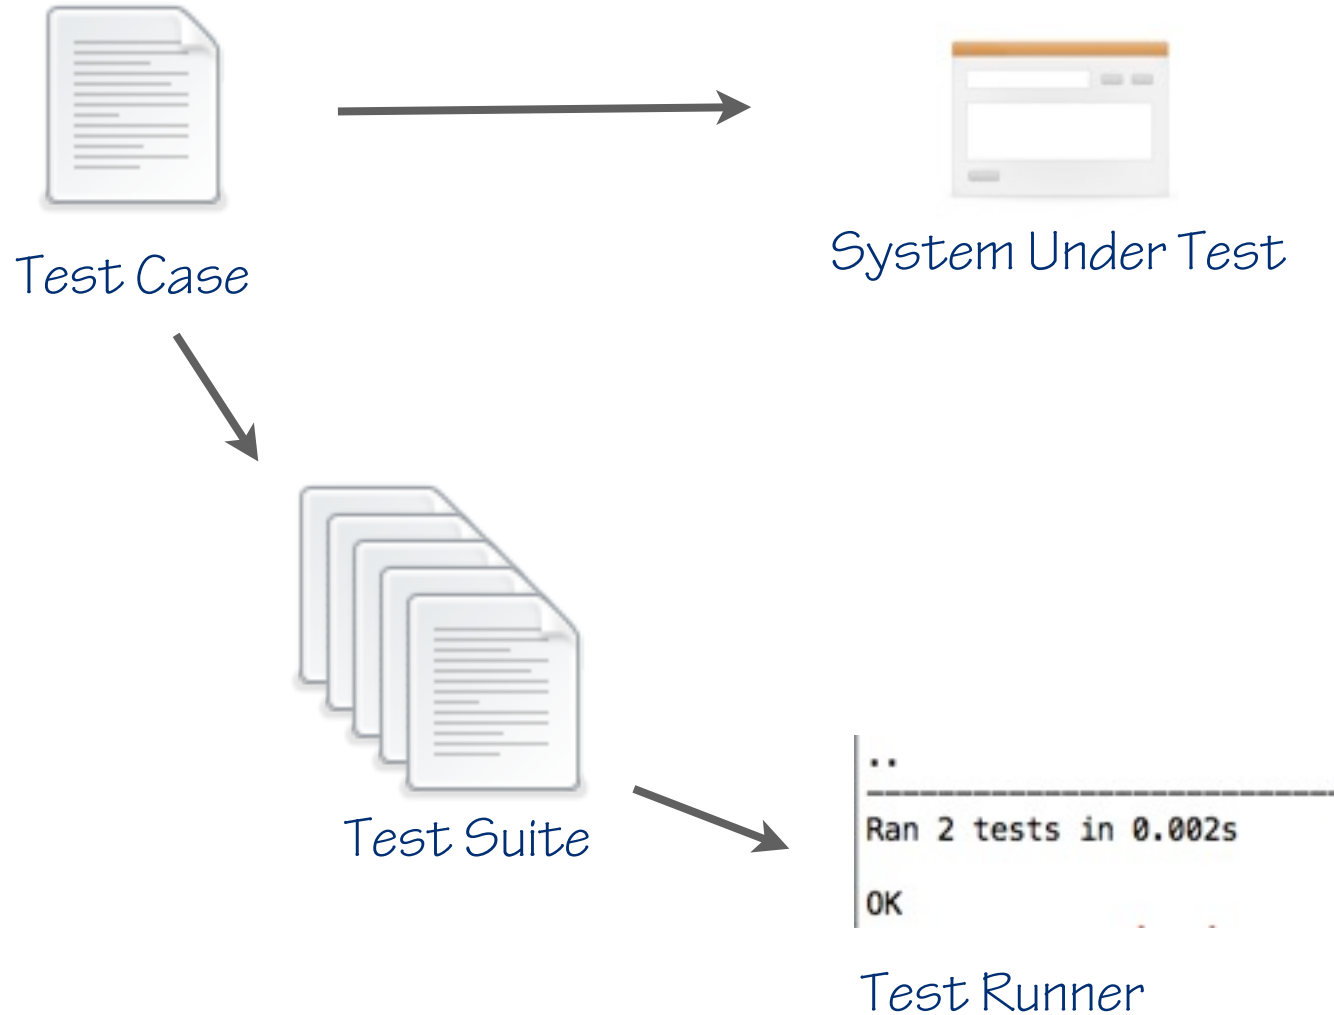 Test Case
System Under Test
Test Suite
..
--------------------------
Ran 2 tests in 0.002s
OK
Test Runner